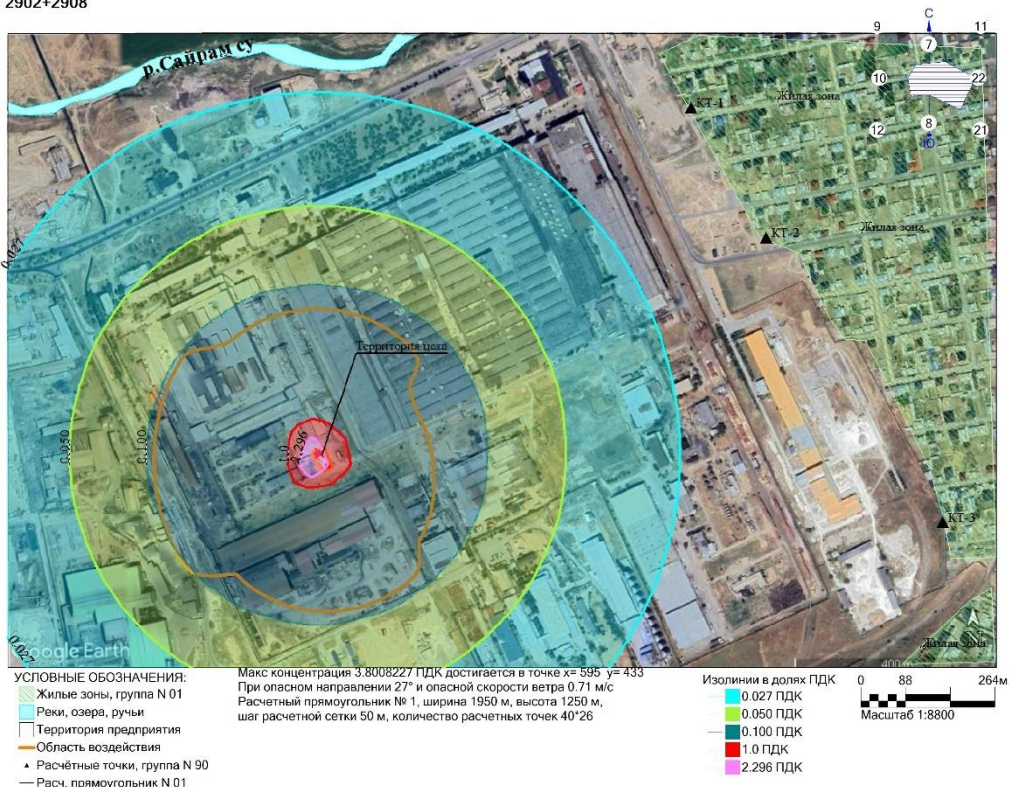 2902+2908
С
9
11
7
р.Сайрам су
10
22
Жилая зона
КТ-1
12
8
21
Ю
КТ-2
Жилая зона
0.027
Территория цеха
0.050
0.100
1.0
2.296
КТ-3
0.027
Google Earth
Жилая зона
400 m
УСЛОВНЫЕ ОБОЗНАЧЕНИЯ:
Жилые зоны, группа N 01
Реки, озера, ручьи
Территория предприятия
Область воздействия
Расчётные точки, группа N 90
Расч. прямоугольник N 01
Макс концентрация 3.8008227 ПДК достигается в точке x= 595 y= 433
При опасном направлении 27° и опасной скорости ветра 0.71 м/с
Расчетный прямоугольник № 1, ширина 1950 м, высота 1250 м,
шаг расчетной сетки 50 м, количество расчетных точек 40*26
Изолинии в долях ПДК
0.027 ПДК
0.050 ПДК
0.100 ПДК
1.0 ПДК
2.296 ПДК
0 88 264м
Масштаб 1:8800